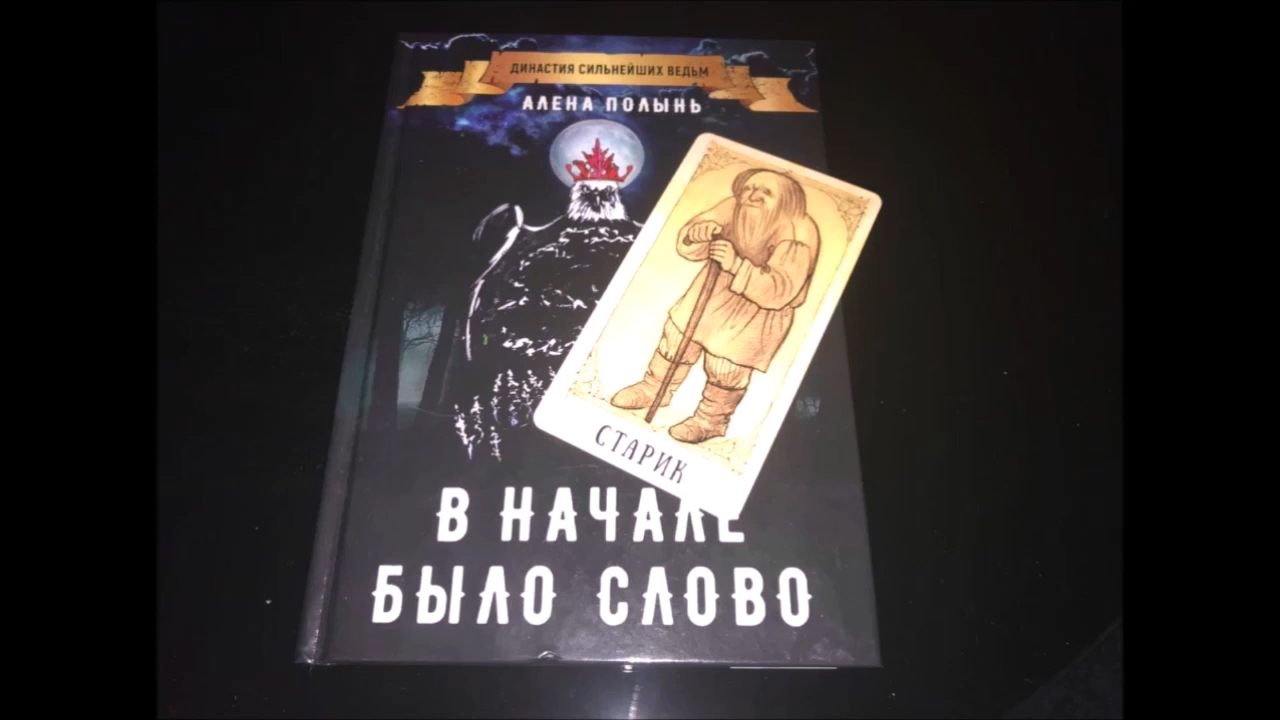 ДИНАСТИЯ СИЛЬНЕЙШИХ ВЕДЬМ
АЛЕНА ПОЛЫНЬ
СТАРИК
В НАЧАЛЕ
БЫЛО СЛОВО